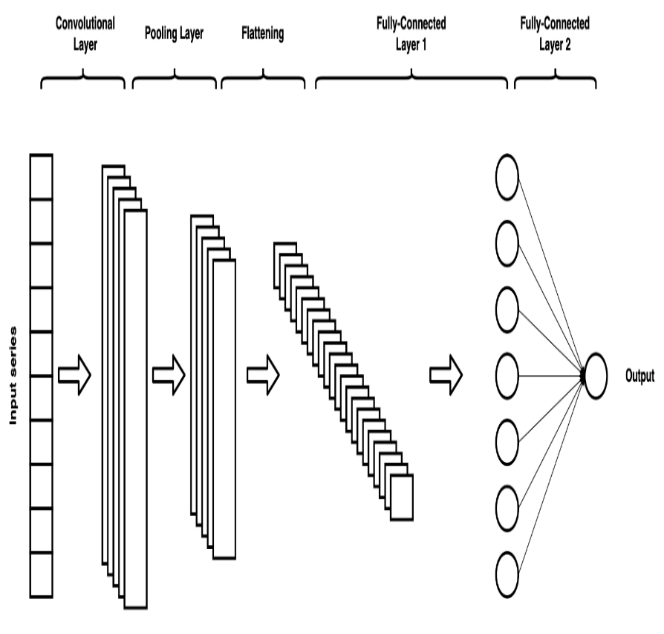 Convolutional
Layer
Pooling Layer
Flattening
Fully-Connected
Layer 1
Fully-Connected
Layer 2
Input series
Output